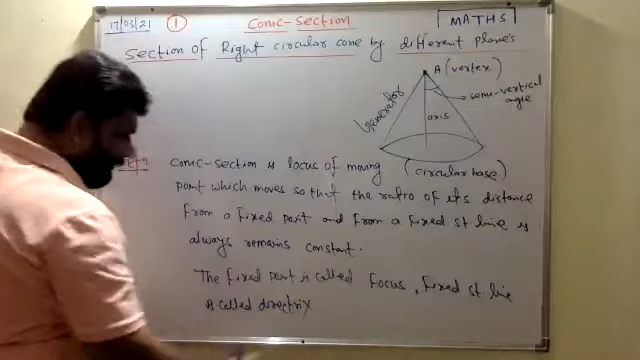 17/03/21 1 Conic-Section MATHS
Section of Right circular cone by different plane's
A (vertex)
semi-vertical
angle
Generator
axis
(circular base)
Conic-section is locus of moving
point which moves so that the ratio of its distance
from a fixed point and from a fixed st line is
always remains constant.
The fixed point is called Focus, fixed st line
is called directrix